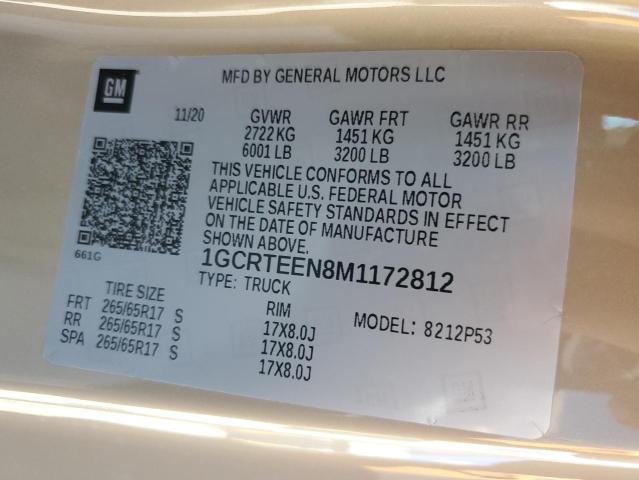 GM
MFD BY GENERAL MOTORS LLC
11/20 GVWR GAWR FRT GAWR RR
2722 KG 1451 KG 1451 KG
6001 LB 3200 LB 3200 LB
THIS VEHICLE CONFORMS TO ALL
APPLICABLE U.S. FEDERAL MOTOR
VEHICLE SAFETY STANDARDS IN EFFECT
ON THE DATE OF MANUFACTURE
SHOWN ABOVE.
661G
1GCRTEEN8M1172812
TYPE: TRUCK
TIRE SIZE RIM
FRT 265/65R17 S 17X8.0J
RR 265/65R17 S 17X8.0J
SPA 265/65R17 S 17X8.0J
MODEL: 8212P53
GM